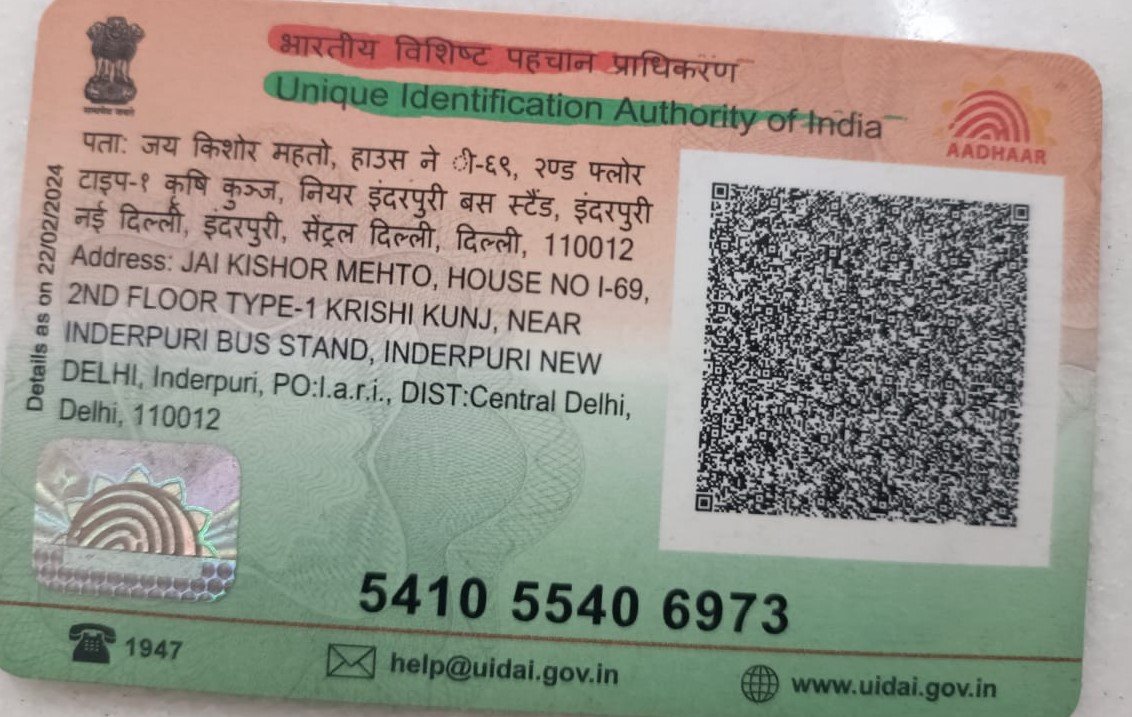 भारतीय विशिष्ट पहचान प्राधिकरण
Unique Identification Authority of India
AADHAAR
पता: जय किशोर महतो, हाउस ने ी-६९, २ण्ड फ्लोर
टाइप-१ कृषि कुञ्ज, नियर इंदरपुरी बस स्टैंड, इंदरपुरी
नई दिल्ली, इंदरपुरी, सेंट्रल दिल्ली, दिल्ली, 110012
Address: JAI KISHOR MEHTO, HOUSE NO I-69,
2ND FLOOR TYPE-1 KRISHI KUNJ, NEAR
INDERPURI BUS STAND, INDERPURI NEW
DELHI, Inderpuri, PO:I.a.r.i., DIST:Central Delhi,
Delhi, 110012
Details as on 22/02/2024
5410 5540 6973
1947
help@uidai.gov.in
www.uidai.gov.in